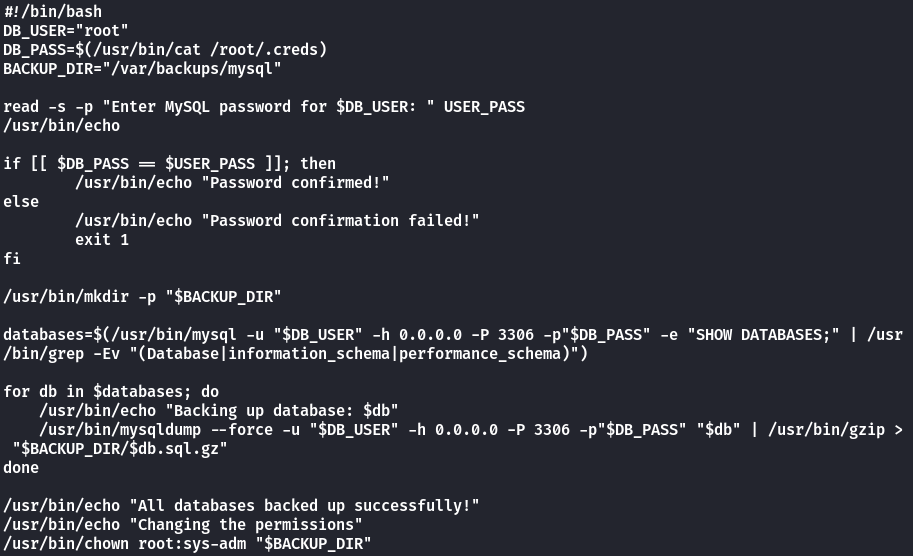 #!/bin/bash
DB_USER="root"
DB_PASS=$(/usr/bin/cat /root/.creds)
BACKUP_DIR="/var/backups/mysql"

read -s -p "Enter MySQL password for $DB_USER: " USER_PASS
/usr/bin/echo

if [[ $DB_PASS == $USER_PASS ]]; then
        /usr/bin/echo "Password confirmed!"
else
        /usr/bin/echo "Password confirmation failed!"
        exit 1
fi

/usr/bin/mkdir -p "$BACKUP_DIR"

databases=$(/usr/bin/mysql -u "$DB_USER" -h 0.0.0.0 -P 3306 -p"$DB_PASS" -e "SHOW DATABASES;" | /usr
/bin/grep -Ev "(Database|information_schema|performance_schema)")

for db in $databases; do
    /usr/bin/echo "Backing up database: $db"
    /usr/bin/mysqldump --force -u "$DB_USER" -h 0.0.0.0 -P 3306 -p"$DB_PASS" "$db" | /usr/bin/gzip >
 "$BACKUP_DIR/$db.sql.gz"
done

/usr/bin/echo "All databases backed up successfully!"
/usr/bin/echo "Changing the permissions"
/usr/bin/chown root:sys-adm "$BACKUP_DIR"